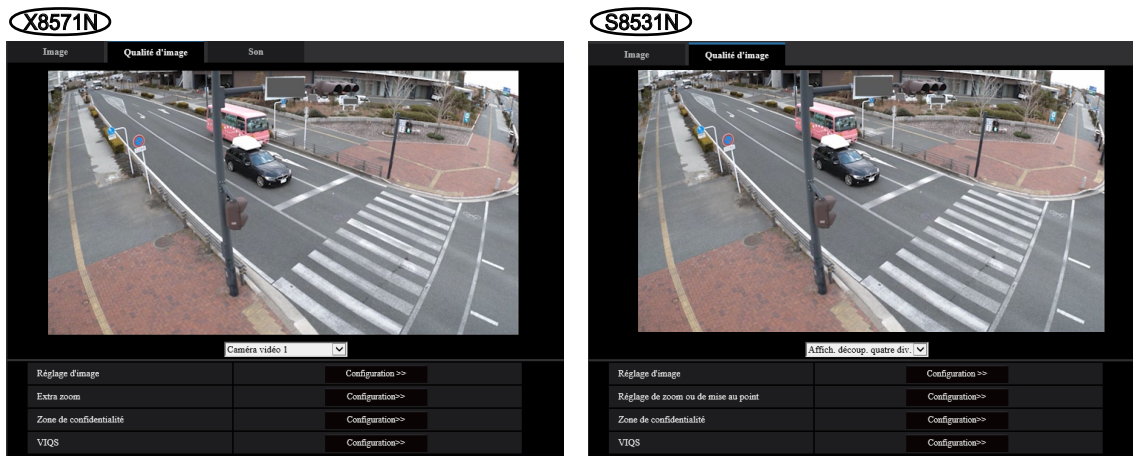 X8571N
Image Qualité d'image Son
Caméra vidéo 1
Réglage d'image Configuration >>
Extra zoom Configuration>>
Zone de confidentialité Configuration>>
VIQS Configuration>>
S8531N
Image Qualité d'image
Affich. découp. quatre div.
Réglage d'image Configuration >>
Réglage de zoom ou de mise au point Configuration>>
Zone de confidentialité Configuration>>
VIQS Configuration>>